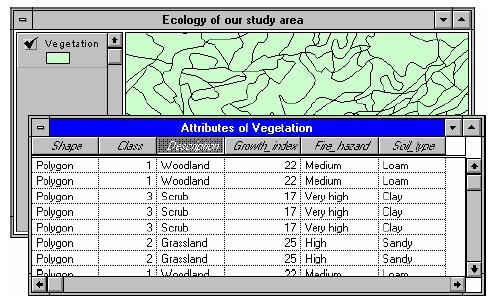 Ecology of our study area
Vegetation
Attributes of Vegetation
Shape Class Description Growth_index Fire_hazard Soil_type
Polygon 1 Woodland 22 Medium Loam
Polygon 1 Woodland 22 Medium Loam
Polygon 3 Scrub 17 Very high Clay
Polygon 3 Scrub 17 Very high Clay
Polygon 3 Scrub 17 Very high Clay
Polygon 2 Grassland 25 High Sandy
Polygon 2 Grassland 25 High Sandy
Polygon 1 Woodland 22 Medium Loam